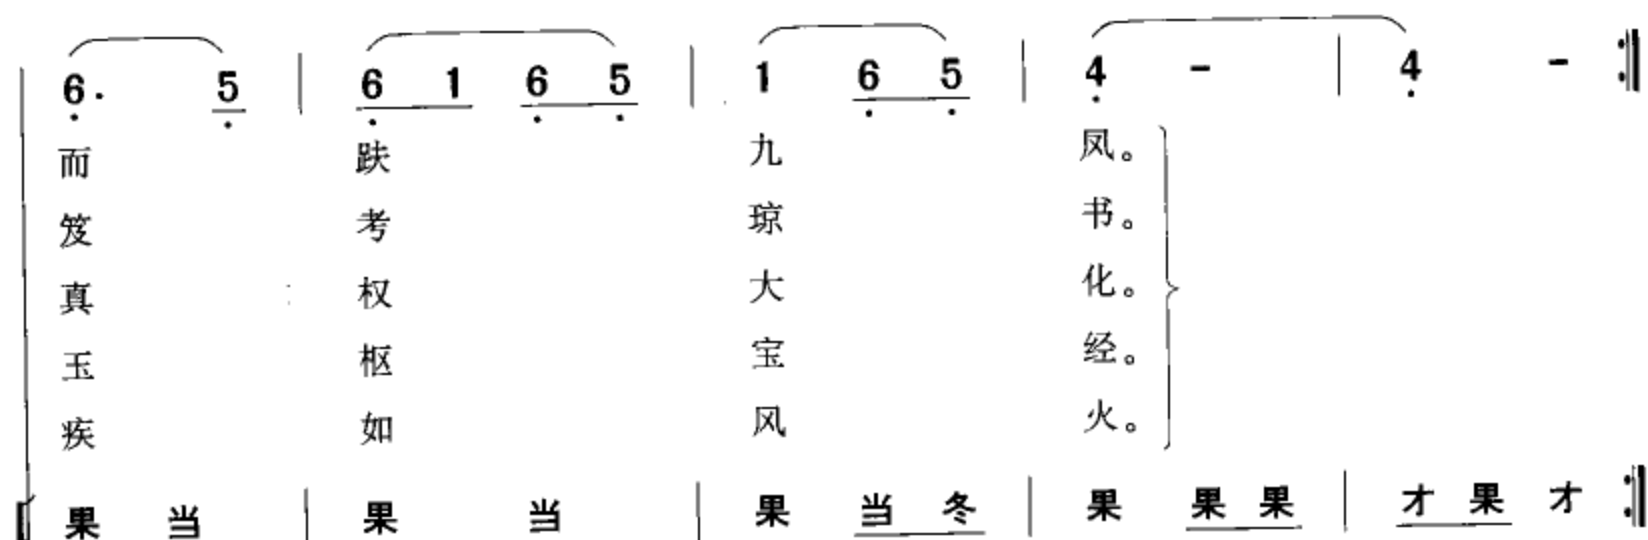 6. 5 | 6 1 6 5 | 1 6 5 | 4 - | 4 - :‖
而 趺 九 凤。
笈 考 琼 书。
真 权 大 化。
玉 枢 宝 经。
疾 如 风 火。
果 当 | 果 当 | 果 当 冬 | 果 果 果 | 才 果 才 :‖